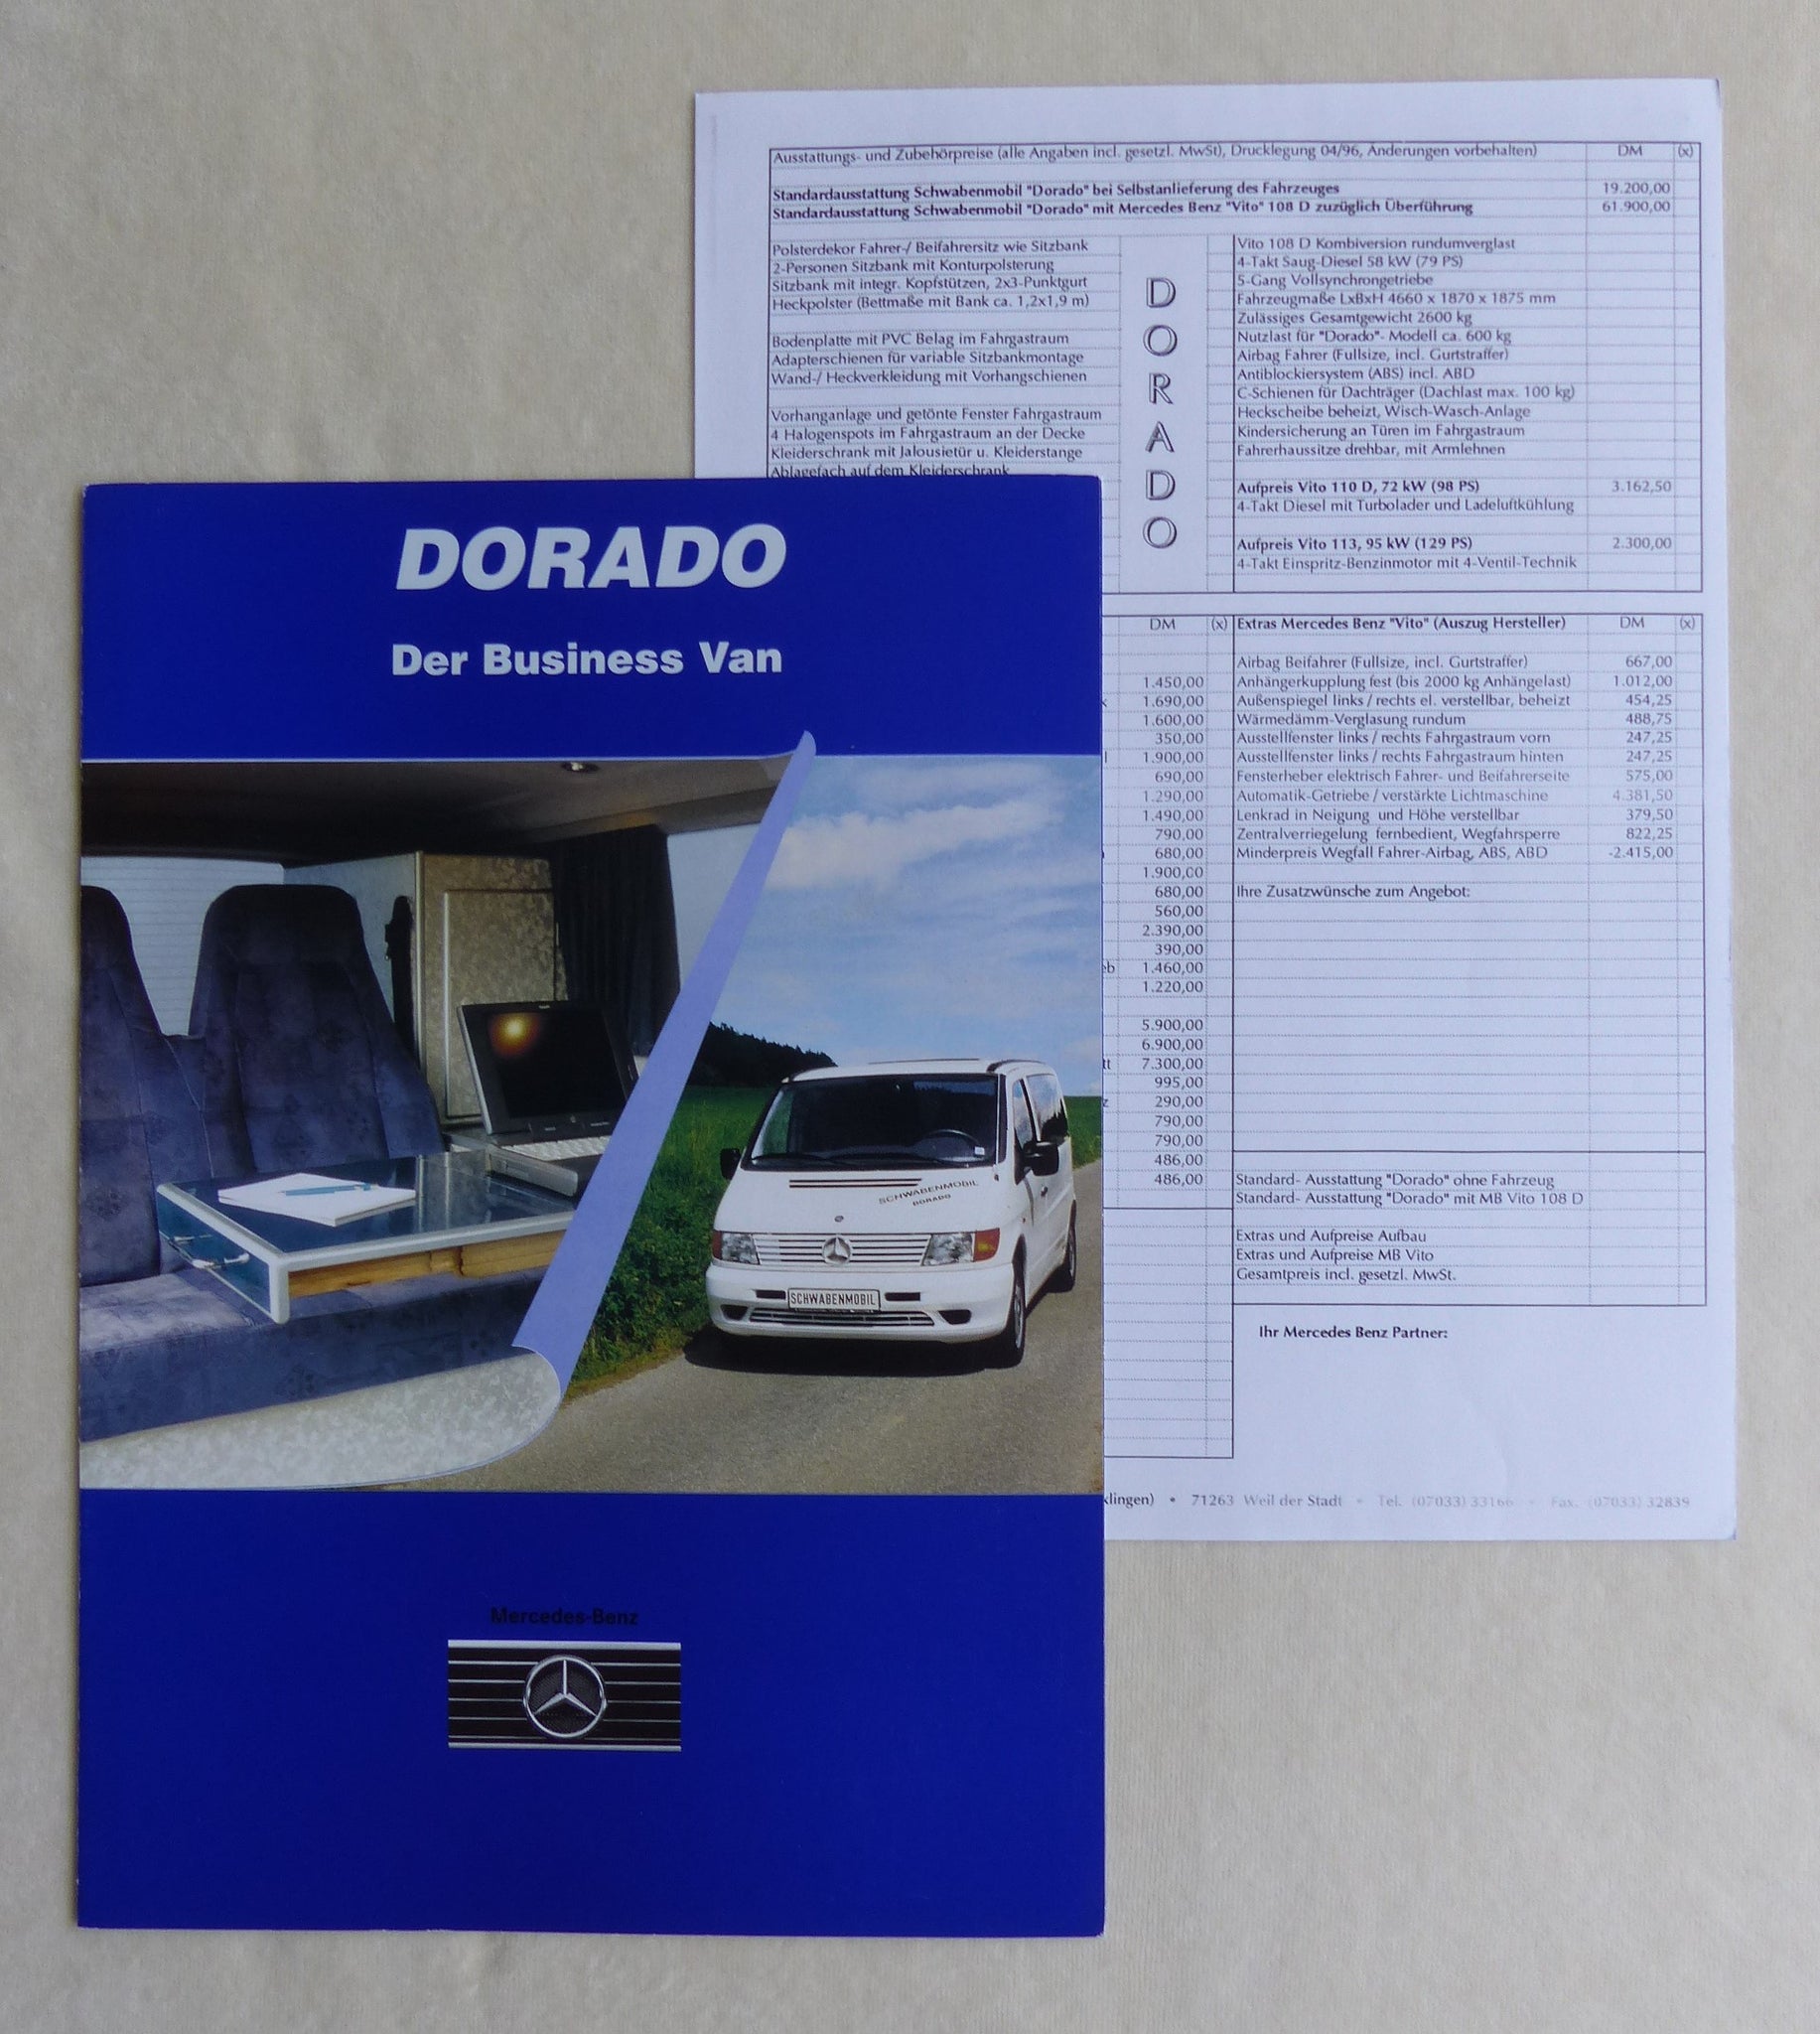 Ausstattungs- und Zubehörpreise (alle Angaben incl. gesetzl. MwSt), Drucklegung 04/96, Änderungen vorbehalten) DM (x)
Standardausstattung Schwabenmobil "Dorado" bei Selbstanlieferung des Fahrzeuges 19.200,00
Standardausstattung Schwabenmobil "Dorado" mit Mercedes Benz "Vito" 108 D zuzüglich Überführung 61.900,00
Polsterdekor Fahrer-/ Beifahrersitz wie Sitzbank
2-Personen Sitzbank mit Konturpolsterung
Sitzbank mit integr. Kopfstützen, 2x3-Punktgurt
Heckpolster (Bettmaße mit Bank ca. 1,2x1,9 m)
Bodenplatte mit PVC Belag im Fahrgastraum
Adapterschienen für variable Sitzbankmontage
Wand-/ Heckverkleidung mit Vorhangschienen
Vorhanganlage und getönte Fenster Fahrgastraum
4 Halogenspots im Fahrgastraum an der Decke
Kleiderschrank mit Jalousietür u. Kleiderstange
Ablagefach auf dem Kleiderschrank
D
O
R
A
D
O
Vito 108 D Kombiversion rundumverglast
4-Takt Saug-Diesel 58 kW (79 PS)
5-Gang Vollsynchrongetriebe
Fahrzeugmaße LxBxH 4660 x 1870 x 1875 mm
Zulässiges Gesamtgewicht 2600 kg
Nutzlast für "Dorado"- Modell ca. 600 kg
Airbag Fahrer (Fullsize, incl. Gurtstraffer)
Antiblockiersystem (ABS) incl. ABD
C-Schienen für Dachträger (Dachlast max. 100 kg)
Heckscheibe beheizt, Wisch-Wasch-Anlage
Kindersicherung an Türen im Fahrgastraum
Fahrerhaussitze drehbar, mit Armlehnen
Aufpreis Vito 110 D, 72 kW (98 PS) 3.162,50
4-Takt Diesel mit Turbolader und Ladeluftkühlung
Aufpreis Vito 113, 95 kW (129 PS) 2.300,00
4-Takt Einspritz-Benzinmotor mit 4-Ventil-Technik
DM (x)
1.450,00
1.690,00
1.600,00
350,00
1.900,00
690,00
1.290,00
1.490,00
790,00
680,00
1.900,00
680,00
560,00
2.390,00
390,00
eb 1.460,00
1.220,00
5.900,00
6.900,00
tt 7.300,00
995,00
z 290,00
790,00
790,00
486,00
486,00
Extras Mercedes Benz "Vito" (Auszug Hersteller) DM (x)
Airbag Beifahrer (Fullsize, incl. Gurtstraffer) 667,00
Anhängerkupplung fest (bis 2000 kg Anhängelast) 1.012,00
Außenspiegel links / rechts el. verstellbar, beheizt 454,25
Wärmedämm-Verglasung rundum 488,75
Ausstellfenster links / rechts Fahrgastraum vorn 247,25
Ausstellfenster links / rechts Fahrgastraum hinten 247,25
Fensterheber elektrisch Fahrer- und Beifahrerseite 575,00
Automatik-Getriebe / verstärkte Lichtmaschine 4.381,50
Lenkrad in Neigung und Höhe verstellbar 379,50
Zentralverriegelung fernbedient, Wegfahrsperre 822,25
Minderpreis Wegfall Fahrer-Airbag, ABS, ABD -2.415,00
Ihre Zusatzwünsche zum Angebot:
Standard- Ausstattung "Dorado" ohne Fahrzeug
Standard- Ausstattung "Dorado" mit MB Vito 108 D
Extras und Aufpreise Aufbau
Extras und Aufpreise MB Vito
Gesamtpreis incl. gesetzl. MwSt.
Ihr Mercedes Benz Partner:
klingen) • 71263 Weil der Stadt • Tel. (07033) 33166 • Fax. (07033) 32839
DORADO
Der Business Van
SCHWABENMOBIL
DORADO
SCHWABENMOBIL
Mercedes-Benz